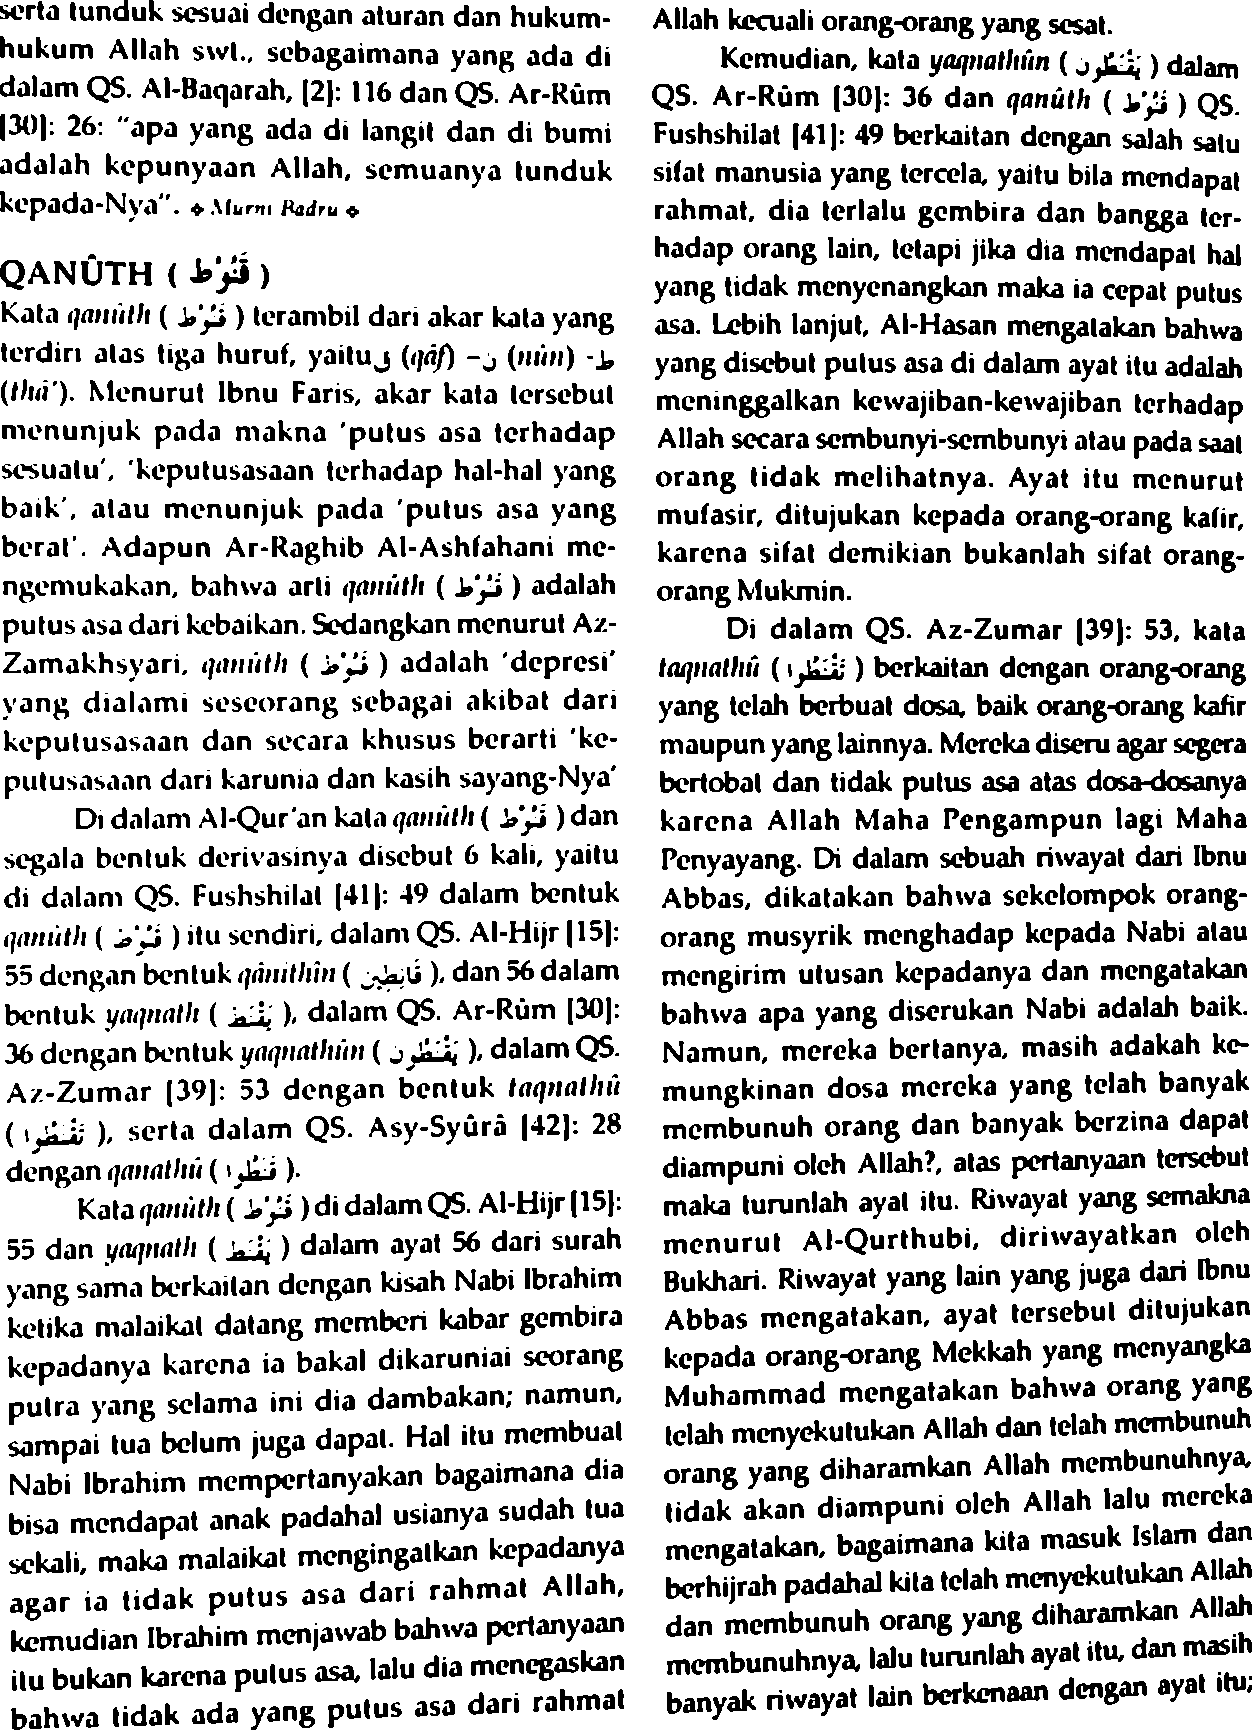 serta tunduk sesuai dengan aturan dan hukum-
hukum Allah swt., sebagaimana yang ada di
dalam QS. Al-Baqarah, [2]: 116 dan QS. Ar-Rûm
[30]: 26: "apa yang ada di langit dan di bumi
adalah kepunyaan Allah, semuanya tunduk
kepada-Nya". ❖ Murni Badru ❖
QANÛTH ( قَنُوْط )
Kata qanûth ( قَنُوْط ) terambil dari akar kata yang
terdiri atas tiga huruf, yaitu ق (qâf) – ن (nûn) - ط
(thâ'). Menurut Ibnu Faris, akar kata tersebut
menunjuk pada makna 'putus asa terhadap
sesuatu', 'keputusasaan terhadap hal-hal yang
baik', atau menunjuk pada 'putus asa yang
berat'. Adapun Ar-Raghib Al-Ashfahani me-
ngemukakan, bahwa arti qanûth ( قَنُوْط ) adalah
putus asa dari kebaikan. Sedangkan menurut Az-
Zamakhsyari, qanûth ( قَنُوْط ) adalah 'depresi'
yang dialami seseorang sebagai akibat dari
keputusasaan dan secara khusus berarti 'ke-
putusasaan dari karunia dan kasih sayang-Nya'
Di dalam Al-Qur'an kata qanûth ( قَنُوْط ) dan
segala bentuk derivasinya disebut 6 kali, yaitu
di dalam QS. Fushshilat [41]: 49 dalam bentuk
qanûth ( قَنُوْط ) itu sendiri, dalam QS. Al-Hijr [15]:
55 dengan bentuk qânithîn ( قَانِطِيْن ), dan 56 dalam
bentuk yaqnath ( يَقْنَط ), dalam QS. Ar-Rûm [30]:
36 dengan bentuk yaqnathûn ( يَقْنَطُوْن ), dalam QS.
Az-Zumar [39]: 53 dengan bentuk taqnathû
( تَقْنَطُوا ), serta dalam QS. Asy-Syûrâ [42]: 28
dengan qanathû ( قَنَطُوا ).
Kata qanûth ( قَنُوْط ) di dalam QS. Al-Hijr [15]:
55 dan yaqnath ( يَقْنَط ) dalam ayat 56 dari surah
yang sama berkaitan dengan kisah Nabi Ibrahim
ketika malaikat datang memberi kabar gembira
kepadanya karena ia bakal dikaruniai seorang
putra yang selama ini dia dambakan; namun,
sampai tua belum juga dapat. Hal itu membuat
Nabi Ibrahim mempertanyakan bagaimana dia
bisa mendapat anak padahal usianya sudah tua
sekali, maka malaikat mengingatkan kepadanya
agar ia tidak putus asa dari rahmat Allah,
kemudian Ibrahim menjawab bahwa pertanyaan
itu bukan karena putus asa, lalu dia menegaskan
bahwa tidak ada yang putus asa dari rahmat
Allah kecuali orang-orang yang sesat.
Kemudian, kata yaqnathûn ( يَقْنَطُوْن ) dalam
QS. Ar-Rûm [30]: 36 dan qanûth ( قَنُوْط ) QS.
Fushshilat [41]: 49 berkaitan dengan salah satu
sifat manusia yang tercela, yaitu bila mendapat
rahmat, dia terlalu gembira dan bangga ter-
hadap orang lain, tetapi jika dia mendapat hal
yang tidak menyenangkan maka ia cepat putus
asa. Lebih lanjut, Al-Hasan mengatakan bahwa
yang disebut putus asa di dalam ayat itu adalah
meninggalkan kewajiban-kewajiban terhadap
Allah secara sembunyi-sembunyi atau pada saat
orang tidak melihatnya. Ayat itu menurut
mufasir, ditujukan kepada orang-orang kafir,
karena sifat demikian bukanlah sifat orang-
orang Mukmin.
Di dalam QS. Az-Zumar [39]: 53, kata
taqnathû ( تَقْنَطُوا ) berkaitan dengan orang-orang
yang telah berbuat dosa, baik orang-orang kafir
maupun yang lainnya. Mereka diseru agar segera
bertobat dan tidak putus asa atas dosa-dosanya
karena Allah Maha Pengampun lagi Maha
Penyayang. Di dalam sebuah riwayat dari Ibnu
Abbas, dikatakan bahwa sekelompok orang-
orang musyrik menghadap kepada Nabi atau
mengirim utusan kepadanya dan mengatakan
bahwa apa yang diserukan Nabi adalah baik.
Namun, mereka bertanya, masih adakah ke-
mungkinan dosa mereka yang telah banyak
membunuh orang dan banyak berzina dapat
diampuni oleh Allah?, atas pertanyaan tersebut
maka turunlah ayat itu. Riwayat yang semakna
menurut Al-Qurthubi, diriwayatkan oleh
Bukhari. Riwayat yang lain yang juga dari Ibnu
Abbas mengatakan, ayat tersebut ditujukan
kepada orang-orang Mekkah yang menyangka
Muhammad mengatakan bahwa orang yang
telah menyekutukan Allah dan telah membunuh
orang yang diharamkan Allah membunuhnya,
tidak akan diampuni oleh Allah lalu mereka
mengatakan, bagaimana kita masuk Islam dan
berhijrah padahal kita telah menyekutukan Allah
dan membunuh orang yang diharamkan Allah
membunuhnya, lalu turunlah ayat itu, dan masih
banyak riwayat lain berkenaan dengan ayat itu;